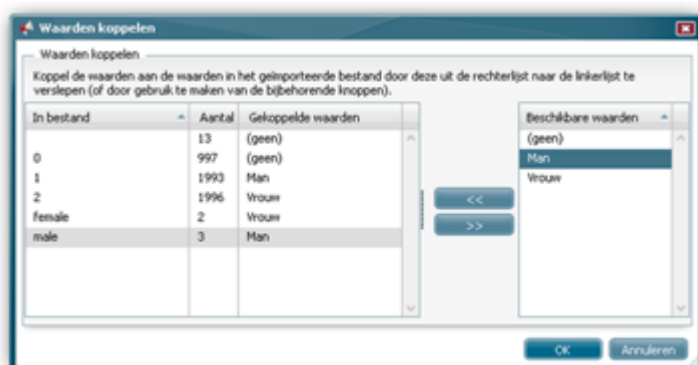 Waarden koppelen
Waarden koppelen
Koppel de waarden aan de waarden in het geïmporteerde bestand door deze uit de rechterlijst naar de linkerlijst te
verslepen (of door gebruik te maken van de bijbehorende knoppen).
In bestand Aantal Gekoppelde waarden Beschikbare waarden
13 (geen) (geen)
0 997 (geen) Man
1 1993 Man Vrouw
2 1996 Vrouw <<
female 2 Vrouw >>
male 3 Man
OK Annuleren